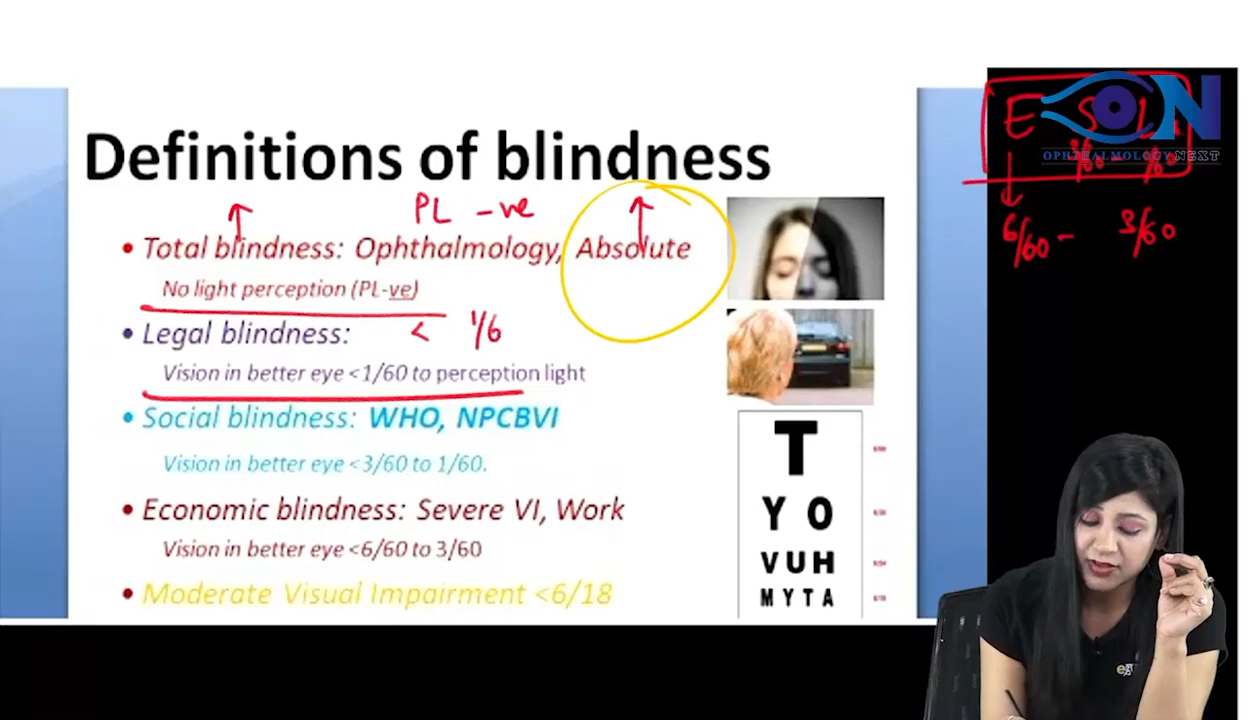 Definitions of blindness
PL -ve
• Total blindness: Ophthalmology, Absolute
No light perception (PL-ve)
• Legal blindness: < 1/6
Vision in better eye <1/60 to perception light
• Social blindness: WHO, NPCBVI
Vision in better eye <3/60 to 1/60.
• Economic blindness: Severe VI, Work
Vision in better eye <6/60 to 3/60
• Moderate Visual Impairment <6/18
T
Y O
VUH
MYTA
E S L
ON
OPHTHALMOLOGY NEXT
6/60 - 3/60